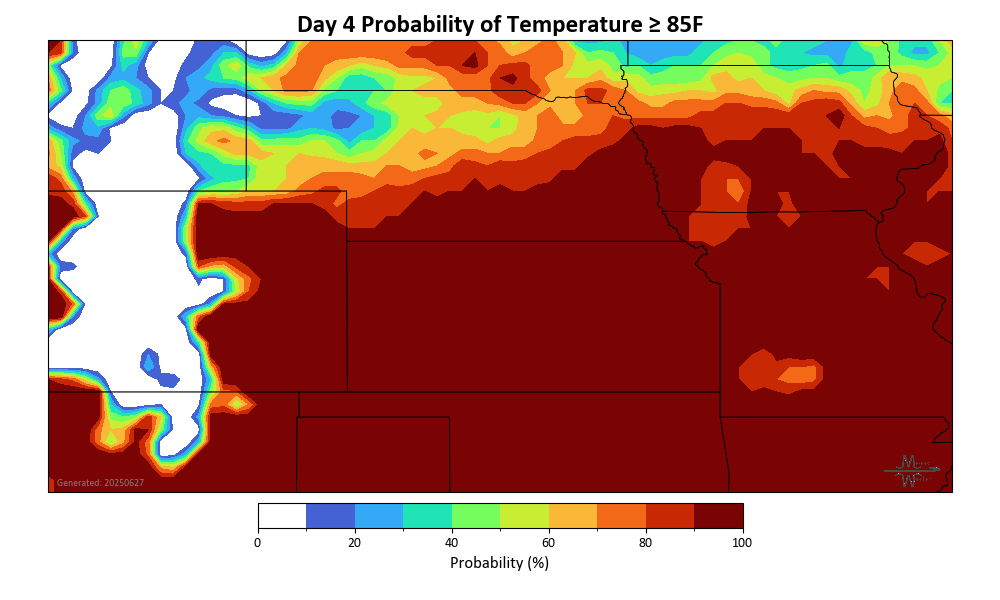 Day 4 Probability of Temperature ≥ 85F
Generated: 20250627
0 20 40 60 80 100
Probability (%)